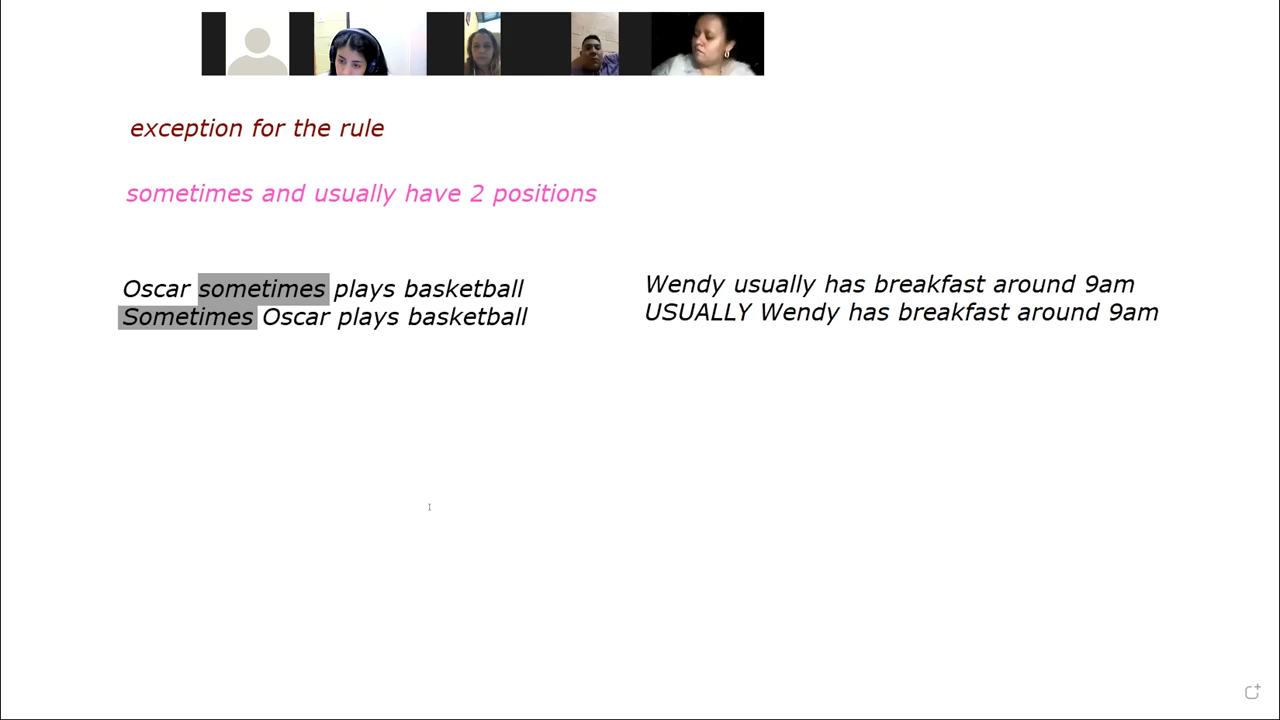 exception for the rule
sometimes and usually have 2 positions
Oscar sometimes plays basketball
Sometimes Oscar plays basketball
Wendy usually has breakfast around 9am
USUALLY Wendy has breakfast around 9am